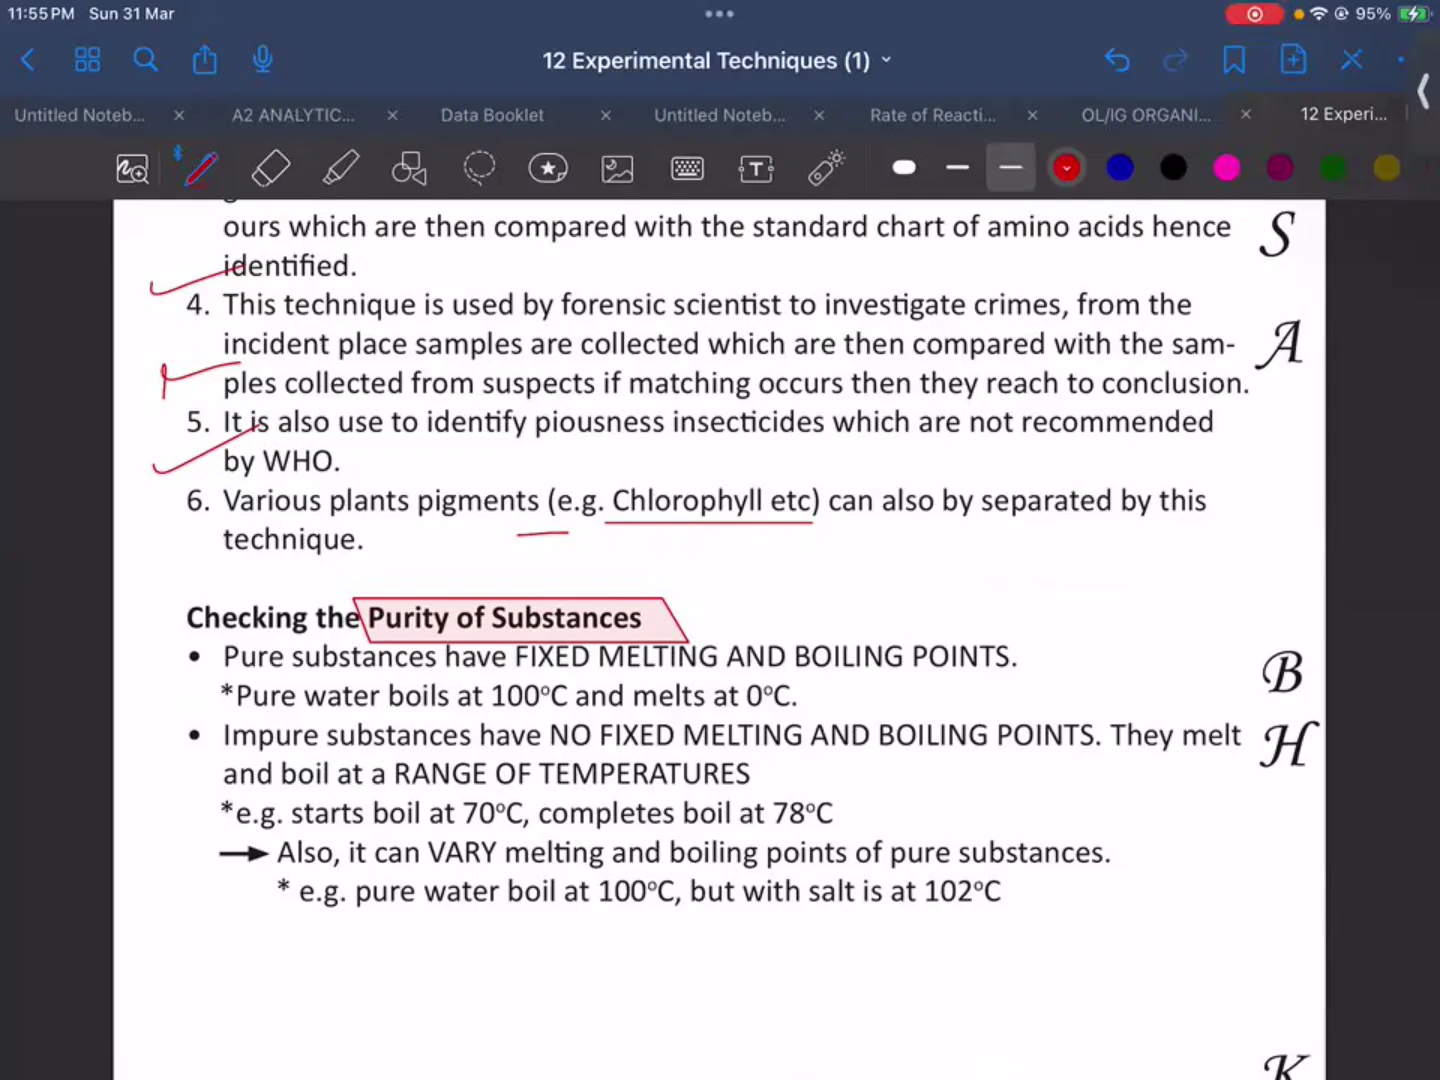 11:55 PM Sun 31 Mar
95%
12 Experimental Techniques (1)
Untitled Noteb...
A2 ANALYTIC...
Data Booklet
Untitled Noteb...
Rate of Reacti...
OL/IG ORGANI...
12 Experi...
ours which are then compared with the standard chart of amino acids hence
identified.
S
4. This technique is used by forensic scientist to investigate crimes, from the
incident place samples are collected which are then compared with the sam-
ples collected from suspects if matching occurs then they reach to conclusion.
A
5. It is also use to identify piousness insecticides which are not recommended
by WHO.
6. Various plants pigments (e.g. Chlorophyll etc) can also by separated by this
technique.
Checking the Purity of Substances
• Pure substances have FIXED MELTING AND BOILING POINTS.
*Pure water boils at 100°C and melts at 0°C.
B
• Impure substances have NO FIXED MELTING AND BOILING POINTS. They melt
and boil at a RANGE OF TEMPERATURES
H
*e.g. starts boil at 70°C, completes boil at 78°C
→ Also, it can VARY melting and boiling points of pure substances.
* e.g. pure water boil at 100°C, but with salt is at 102°C
K